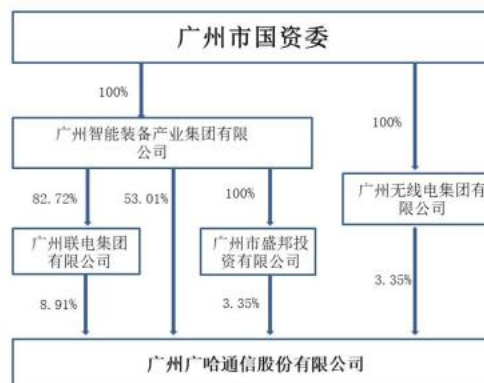 广州市国资委
100%
100%
广州智能装备产业集团有限
公司
82.72%
53.01%
100%
广州无线电集团有
限公司
广州联电集团
有限公司
广州市盛邦投
资有限公司
8.91%
3.35%
3.35%
广州广哈通信股份有限公司